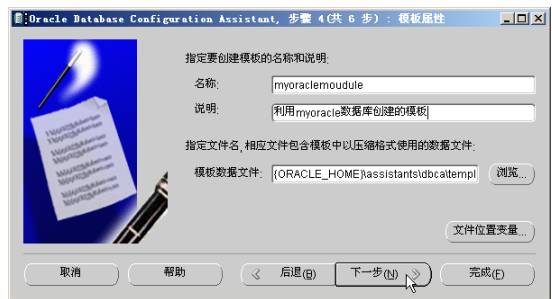 Oracle Database Configuration Assistant, 步骤 4(共 6 步) : 模板属性
指定要创建模板的名称和说明:
名称: myoraclemoudule
说明: 利用myoracle数据库创建的模板
指定文件名,相应文件包含模板中以压缩格式使用的数据文件:
模板数据文件: {ORACLE_HOME}\assistants\dbca\templ 浏览...
文件位置变量...
取消 帮助 后退(B) 下一步(N) 完成(F)